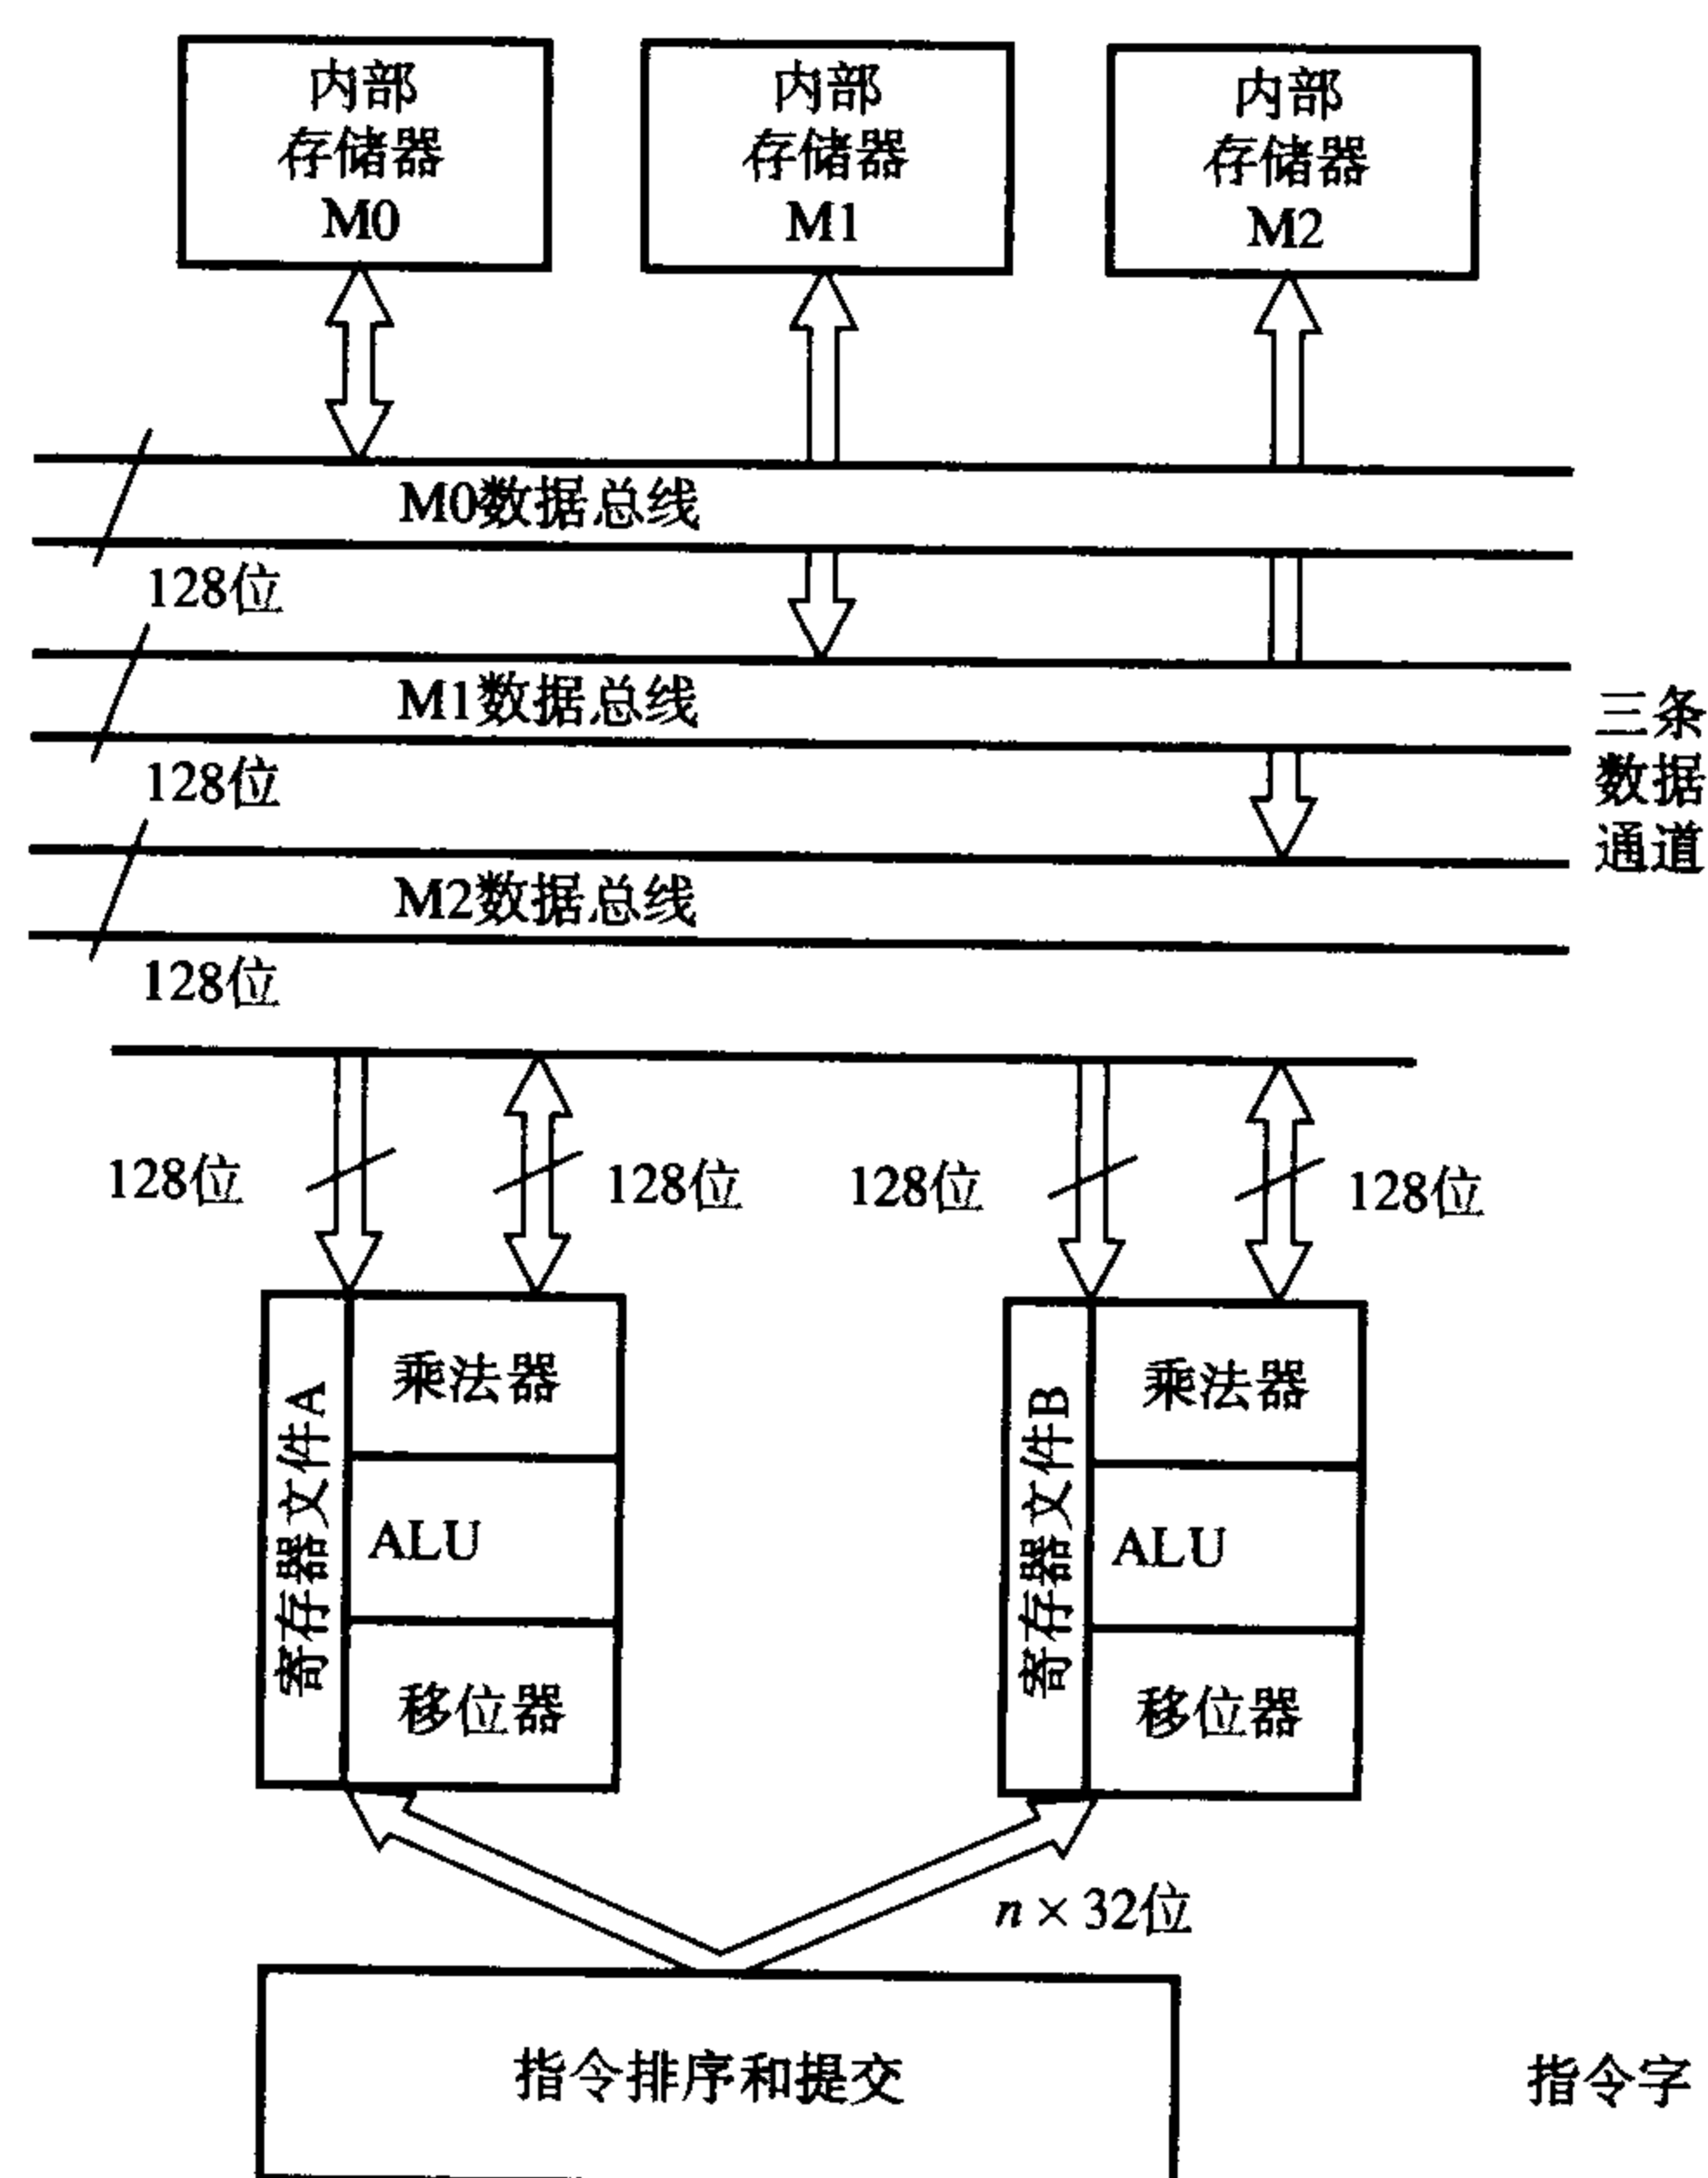 内部
存储器
M0
内部
存储器
M1
内部
存储器
M2
M0数据总线
128位
M1数据总线
128位
M2数据总线
128位
三条
数据
通道
128位
128位
128位
128位
寄存器文件A
乘法器
ALU
移位器
寄存器文件B
乘法器
ALU
移位器
n × 32位
指令排序和提交
指令字